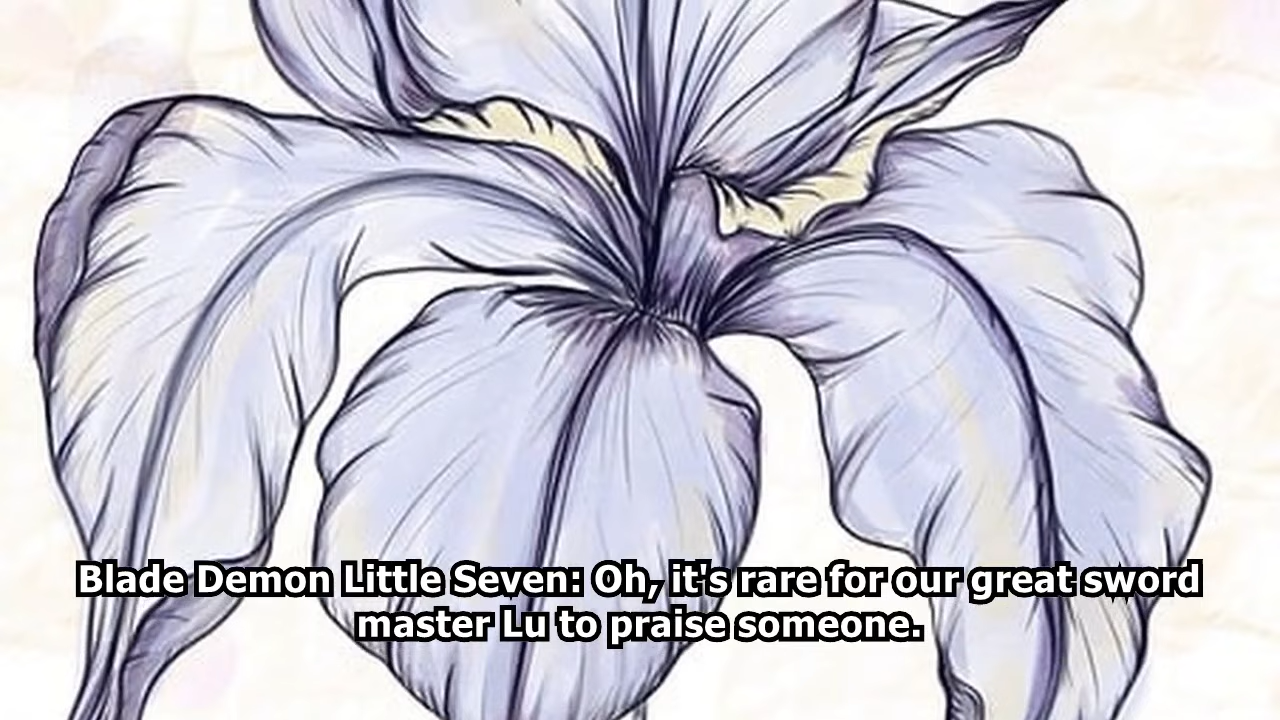 Blade Demon Little Seven: Oh, it's rare for our great sword
master Lu to praise someone.